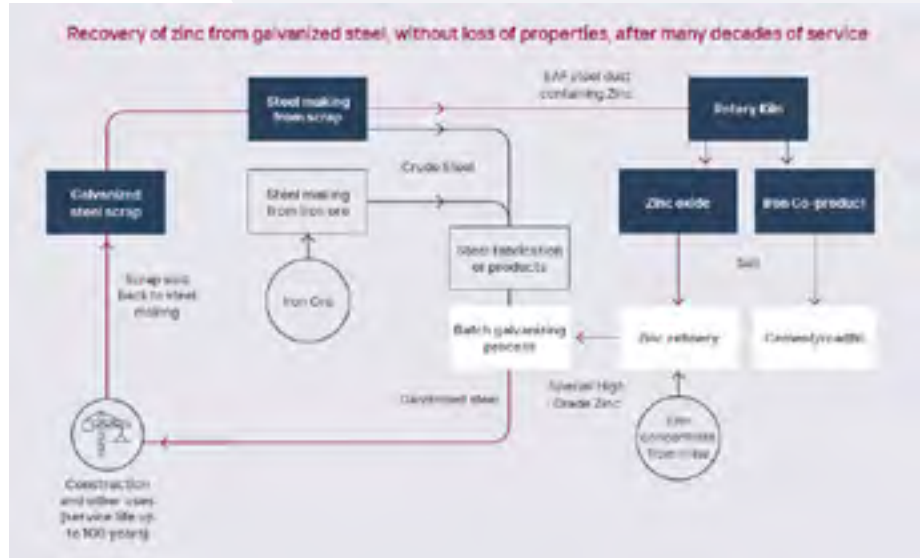 Recovery of zinc from galvanized steel, without loss of properties, after many decades of service
EAF steel dust
containing Zinc
Steel making
from scrap
Rotary Kiln
Crude Steel
Galvanized
steel scrap
Steel making
from iron ore
Zinc oxide
Iron Co-product
Steel fabrication
or products
Scrap sold
back to steel
making
Iron Ore
Sold
Batch galvanizing
process
Zinc refinery
Cement/roadfill
Galvanized steel
Special High
Grade Zinc
concentrate
from mine
Construction
and other uses
(service life up
to 100 years)